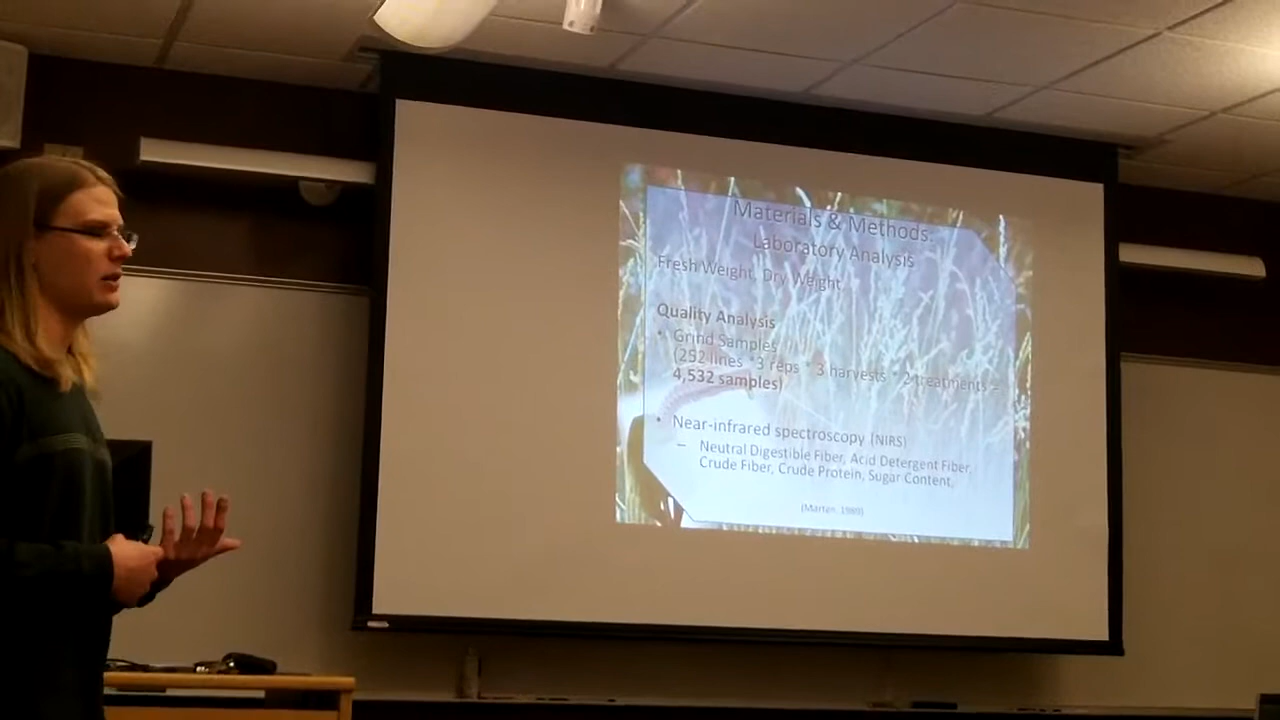 Materials & Methods:
Laboratory Analysis
Fresh Weight, Dry Weight,
Quality Analysis
• Grind Samples
(252 lines *3 reps * 3 harvests * 2 treatments =
4,532 samples)
• Near-infrared spectroscopy (NIRS)
– Neutral Digestible Fiber, Acid Detergent Fiber,
Crude Fiber, Crude Protein, Sugar Content,
(Marten, 1989)